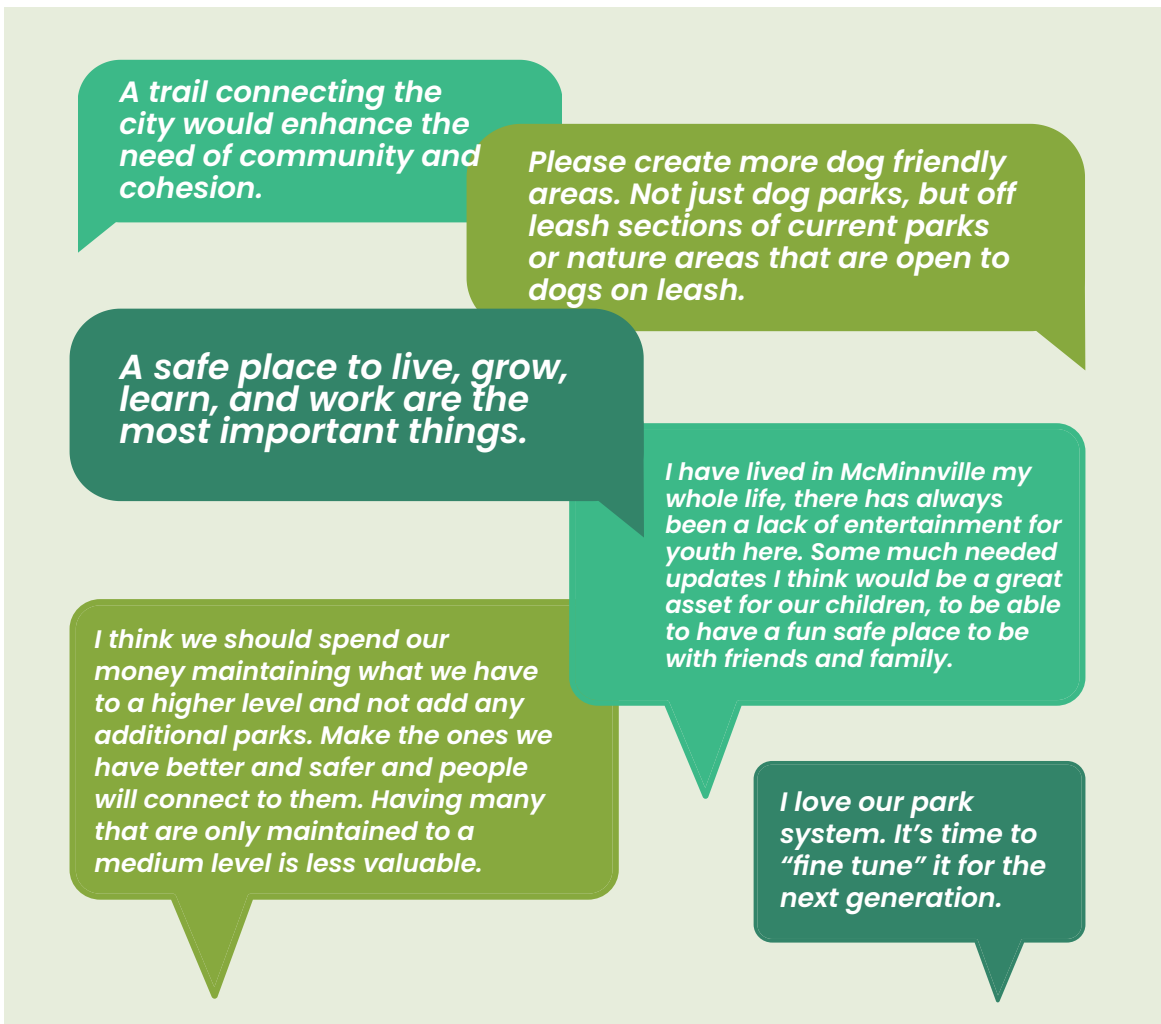 A trail connecting the
city would enhance the
need of community and
cohesion.
Please create more dog friendly
areas. Not just dog parks, but off
leash sections of current parks
or nature areas that are open to
dogs on leash.
A safe place to live, grow,
learn, and work are the
most important things.
I have lived in McMinnville my
whole life, there has always
been a lack of entertainment for
youth here. Some much needed
updates I think would be a great
asset for our children, to be able
to have a fun safe place to be
with friends and family.
I think we should spend our
money maintaining what we have
to a higher level and not add any
additional parks. Make the ones we
have better and safer and people
will connect to them. Having many
that are only maintained to a
medium level is less valuable.
I love our park
system. It’s time to
“fine tune” it for the
next generation.